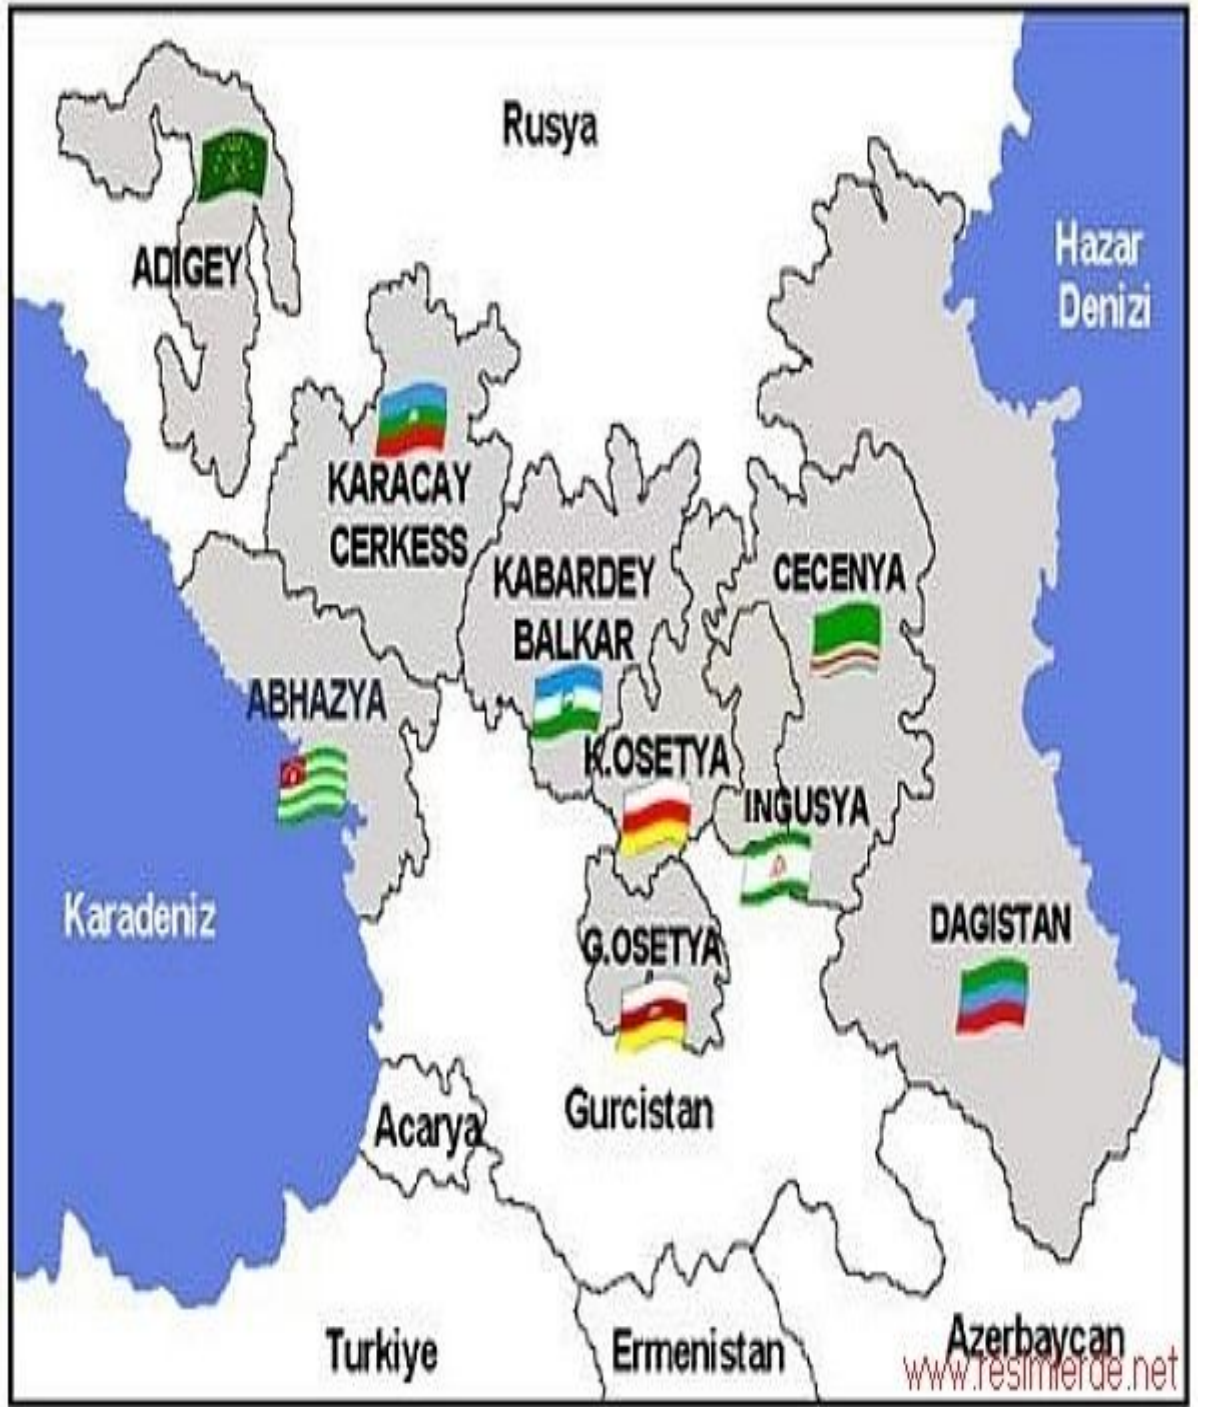 Rusya
Hazar
Denizi
ADIGEY
KARACAY
CERKESS
KABARDEY
BALKAR
CECENYA
ABHAZYA
K.OSETYA
INGUSYA
Karadeniz
G.OSETYA
DAGISTAN
Acarya
Gurcistan
Turkiye
Ermenistan
Azerbaycan
www.resimlerde.net